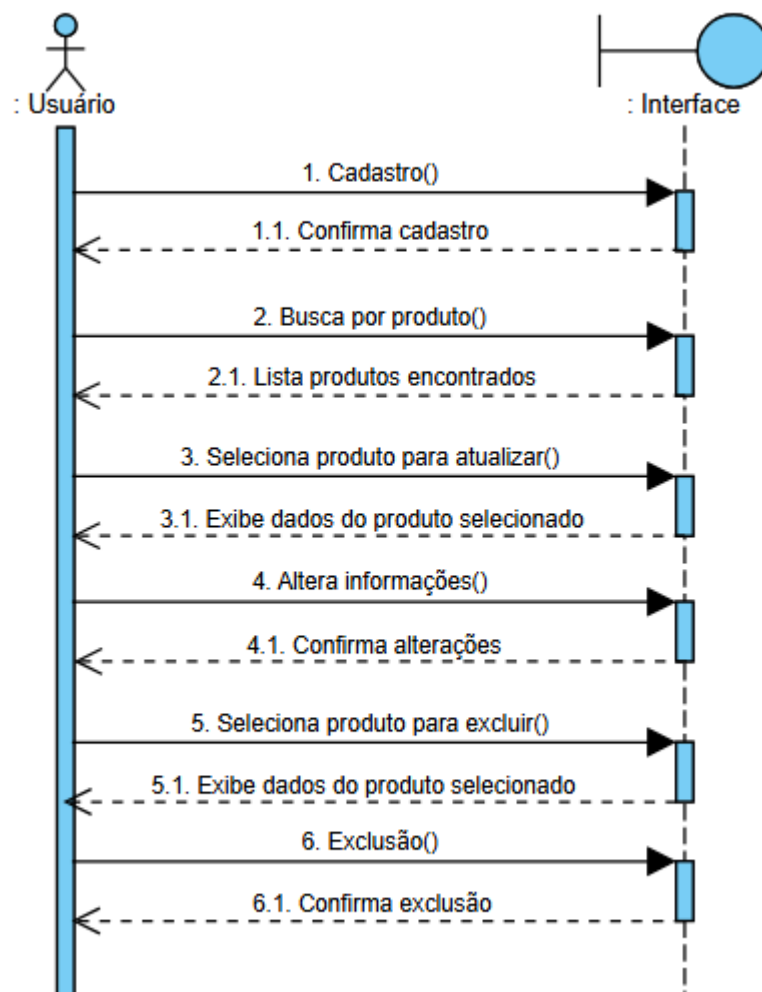 : Usuário
: Interface
1. Cadastro()
1.1. Confirma cadastro
2. Busca por produto()
2.1. Lista produtos encontrados
3. Seleciona produto para atualizar()
3.1. Exibe dados do produto selecionado
4. Altera informações()
4.1. Confirma alterações
5. Seleciona produto para excluir()
5.1. Exibe dados do produto selecionado
6. Exclusão()
6.1. Confirma exclusão